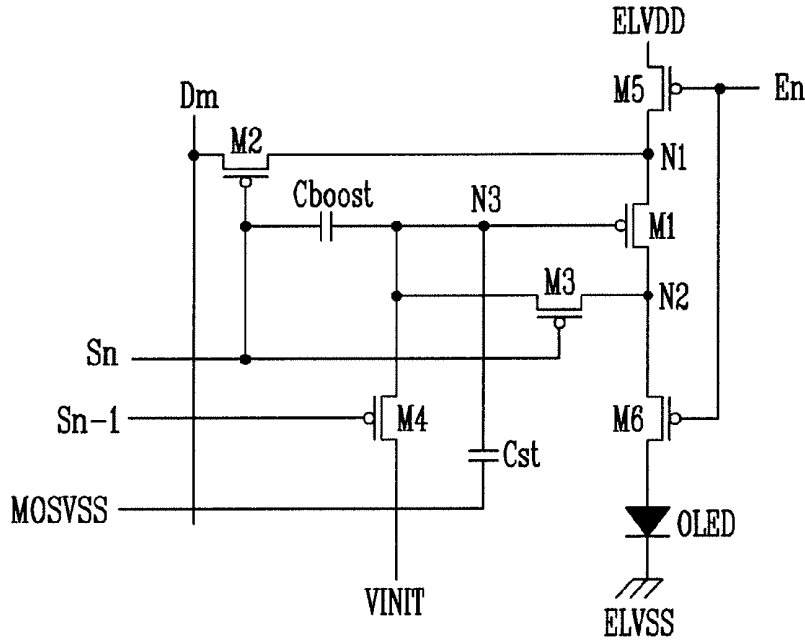 ELVDD
M5
En
Dm
M2
N1
Cboost
N3
M1
M3
N2
Sn
Sn-1
M4
M6
Cst
MOSVSS
OLED
VINIT
ELVSS